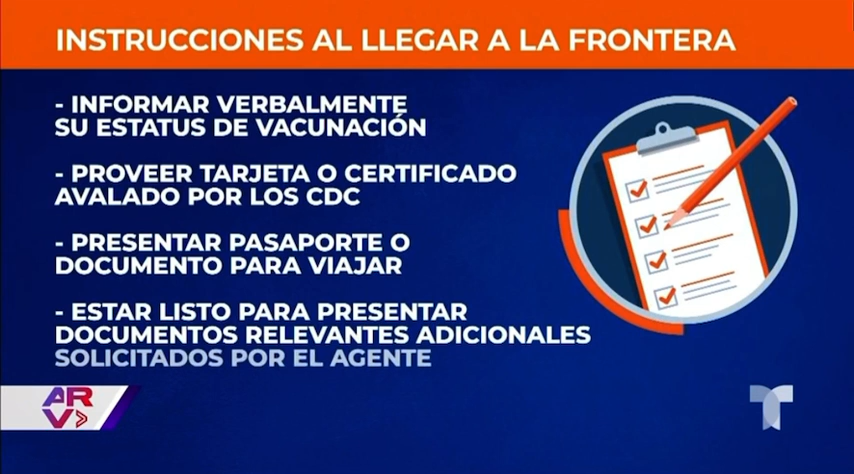 INSTRUCCIONES AL LLEGAR A LA FRONTERA
- INFORMAR VERBALMENTE
SU ESTATUS DE VACUNACIÓN
- PROVEER TARJETA O CERTIFICADO
AVALADO POR LOS CDC
- PRESENTAR PASAPORTE O
DOCUMENTO PARA VIAJAR
- ESTAR LISTO PARA PRESENTAR
DOCUMENTOS RELEVANTES ADICIONALES
SOLICITADOS POR EL AGENTE
AR
V
T